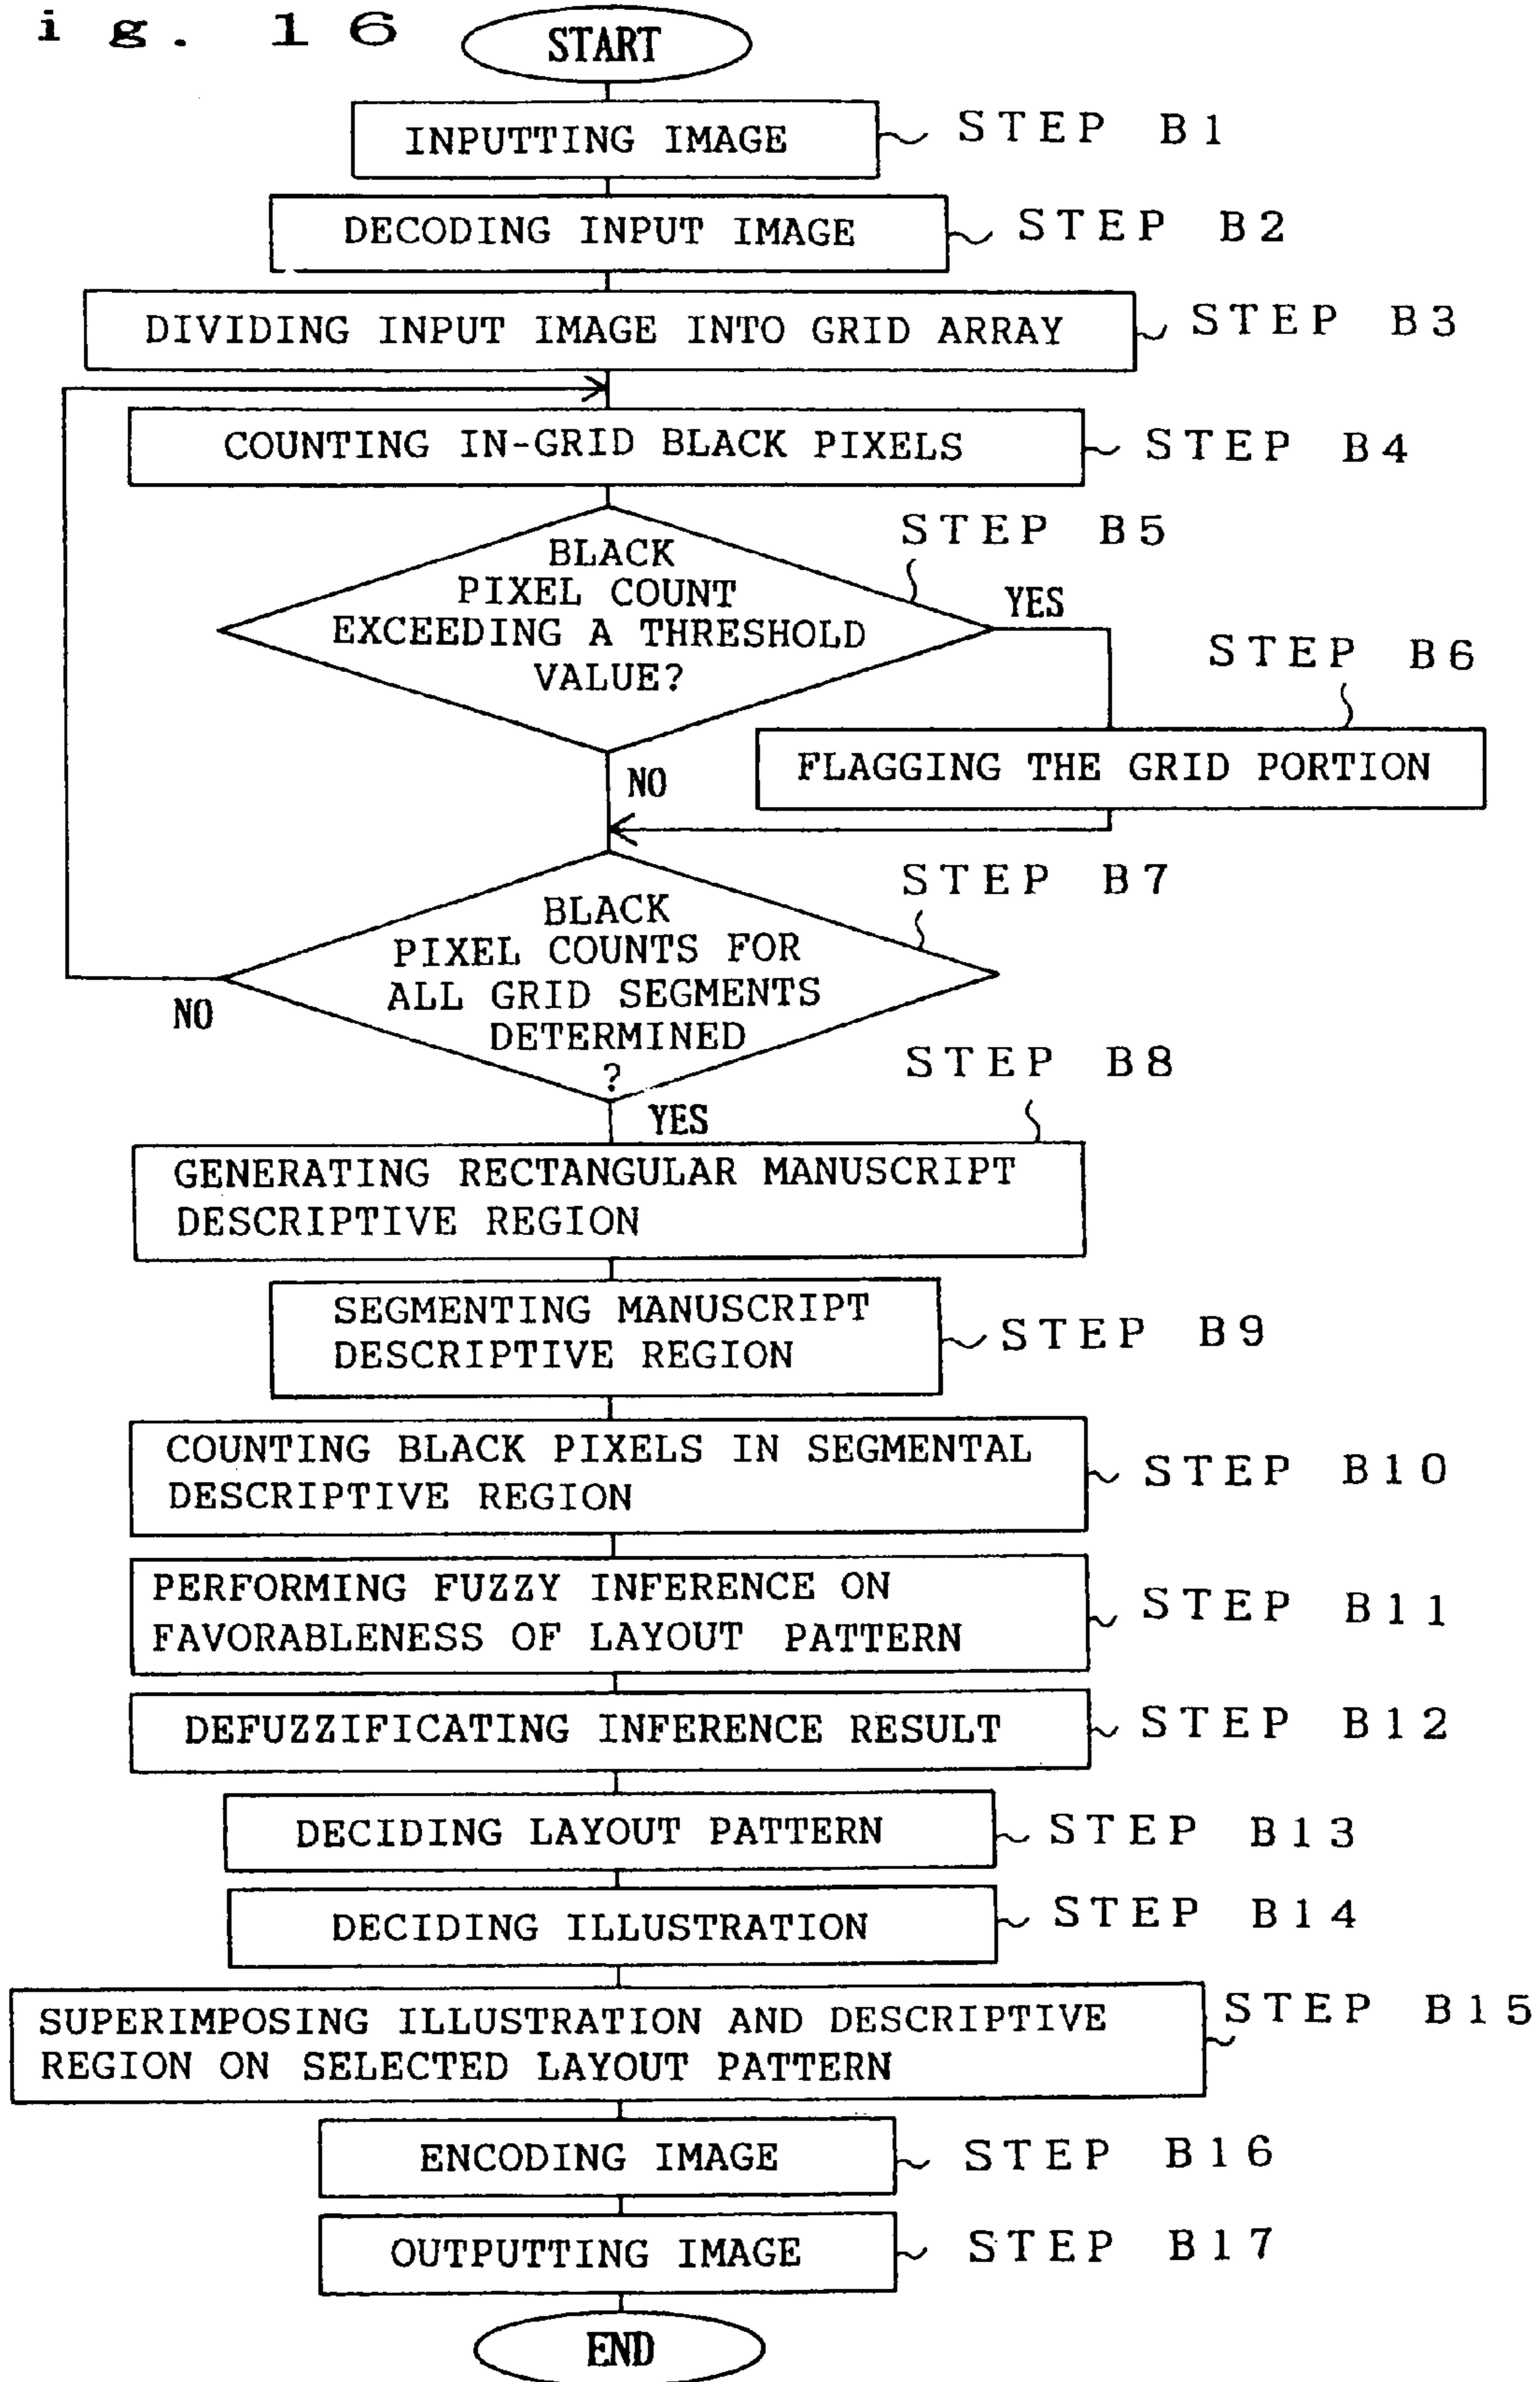 ig. 16
START
INPUTTING IMAGE
STEP B1
DECODING INPUT IMAGE
STEP B2
DIVIDING INPUT IMAGE INTO GRID ARRAY
STEP B3
COUNTING IN-GRID BLACK PIXELS
STEP B4
STEP B5
BLACK
PIXEL COUNT
EXCEEDING A THRESHOLD
VALUE?
YES
STEP B6
FLAGGING THE GRID PORTION
NO
STEP B7
BLACK
PIXEL COUNTS FOR
ALL GRID SEGMENTS
DETERMINED
?
NO
YES
STEP B8
GENERATING RECTANGULAR MANUSCRIPT
DESCRIPTIVE REGION
SEGMENTING MANUSCRIPT
DESCRIPTIVE REGION
STEP B9
COUNTING BLACK PIXELS IN SEGMENTAL
DESCRIPTIVE REGION
STEP B10
PERFORMING FUZZY INFERENCE ON
FAVORABLENESS OF LAYOUT PATTERN
STEP B11
DEFUZZIFICATING INFERENCE RESULT
STEP B12
DECIDING LAYOUT PATTERN
STEP B13
DECIDING ILLUSTRATION
STEP B14
SUPERIMPOSING ILLUSTRATION AND DESCRIPTIVE
REGION ON SELECTED LAYOUT PATTERN
STEP B15
ENCODING IMAGE
STEP B16
OUTPUTTING IMAGE
STEP B17
END